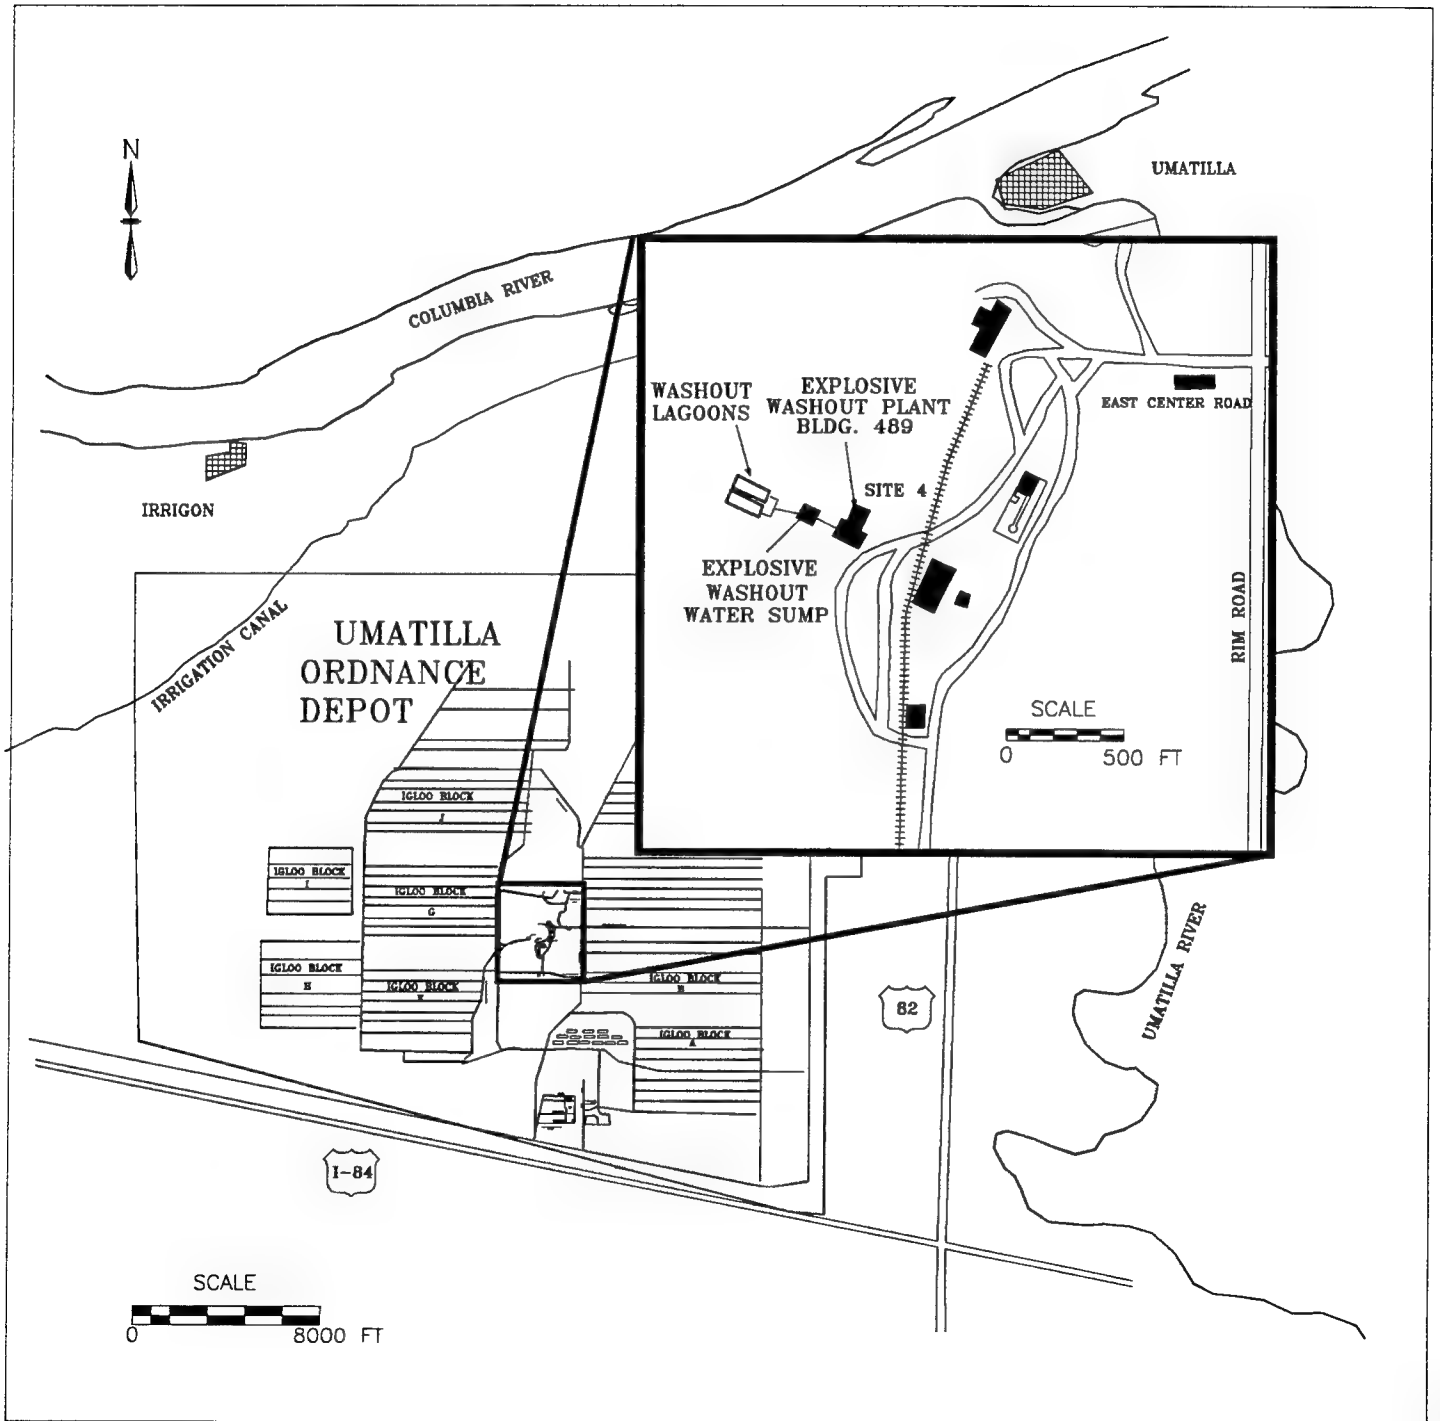 N
UMATILLA
COLUMBIA RIVER
WASHOUT
LAGOONS
EXPLOSIVE
WASHOUT PLANT
BLDG. 489
EAST CENTER ROAD
SITE 4
IRRIGON
EXPLOSIVE
WASHOUT
WATER SUMP
RIM ROAD
IRRIGATION CANAL
UMATILLA
ORDNANCE
DEPOT
SCALE
0 500 FT
IGLOO BLOCK
J
IGLOO BLOCK
I
IGLOO BLOCK
G
IGLOO BLOCK
H
IGLOO BLOCK
K
IGLOO BLOCK
B
IGLOO BLOCK
A
82
UMATILLA RIVER
I-84
SCALE
0 8000 FT